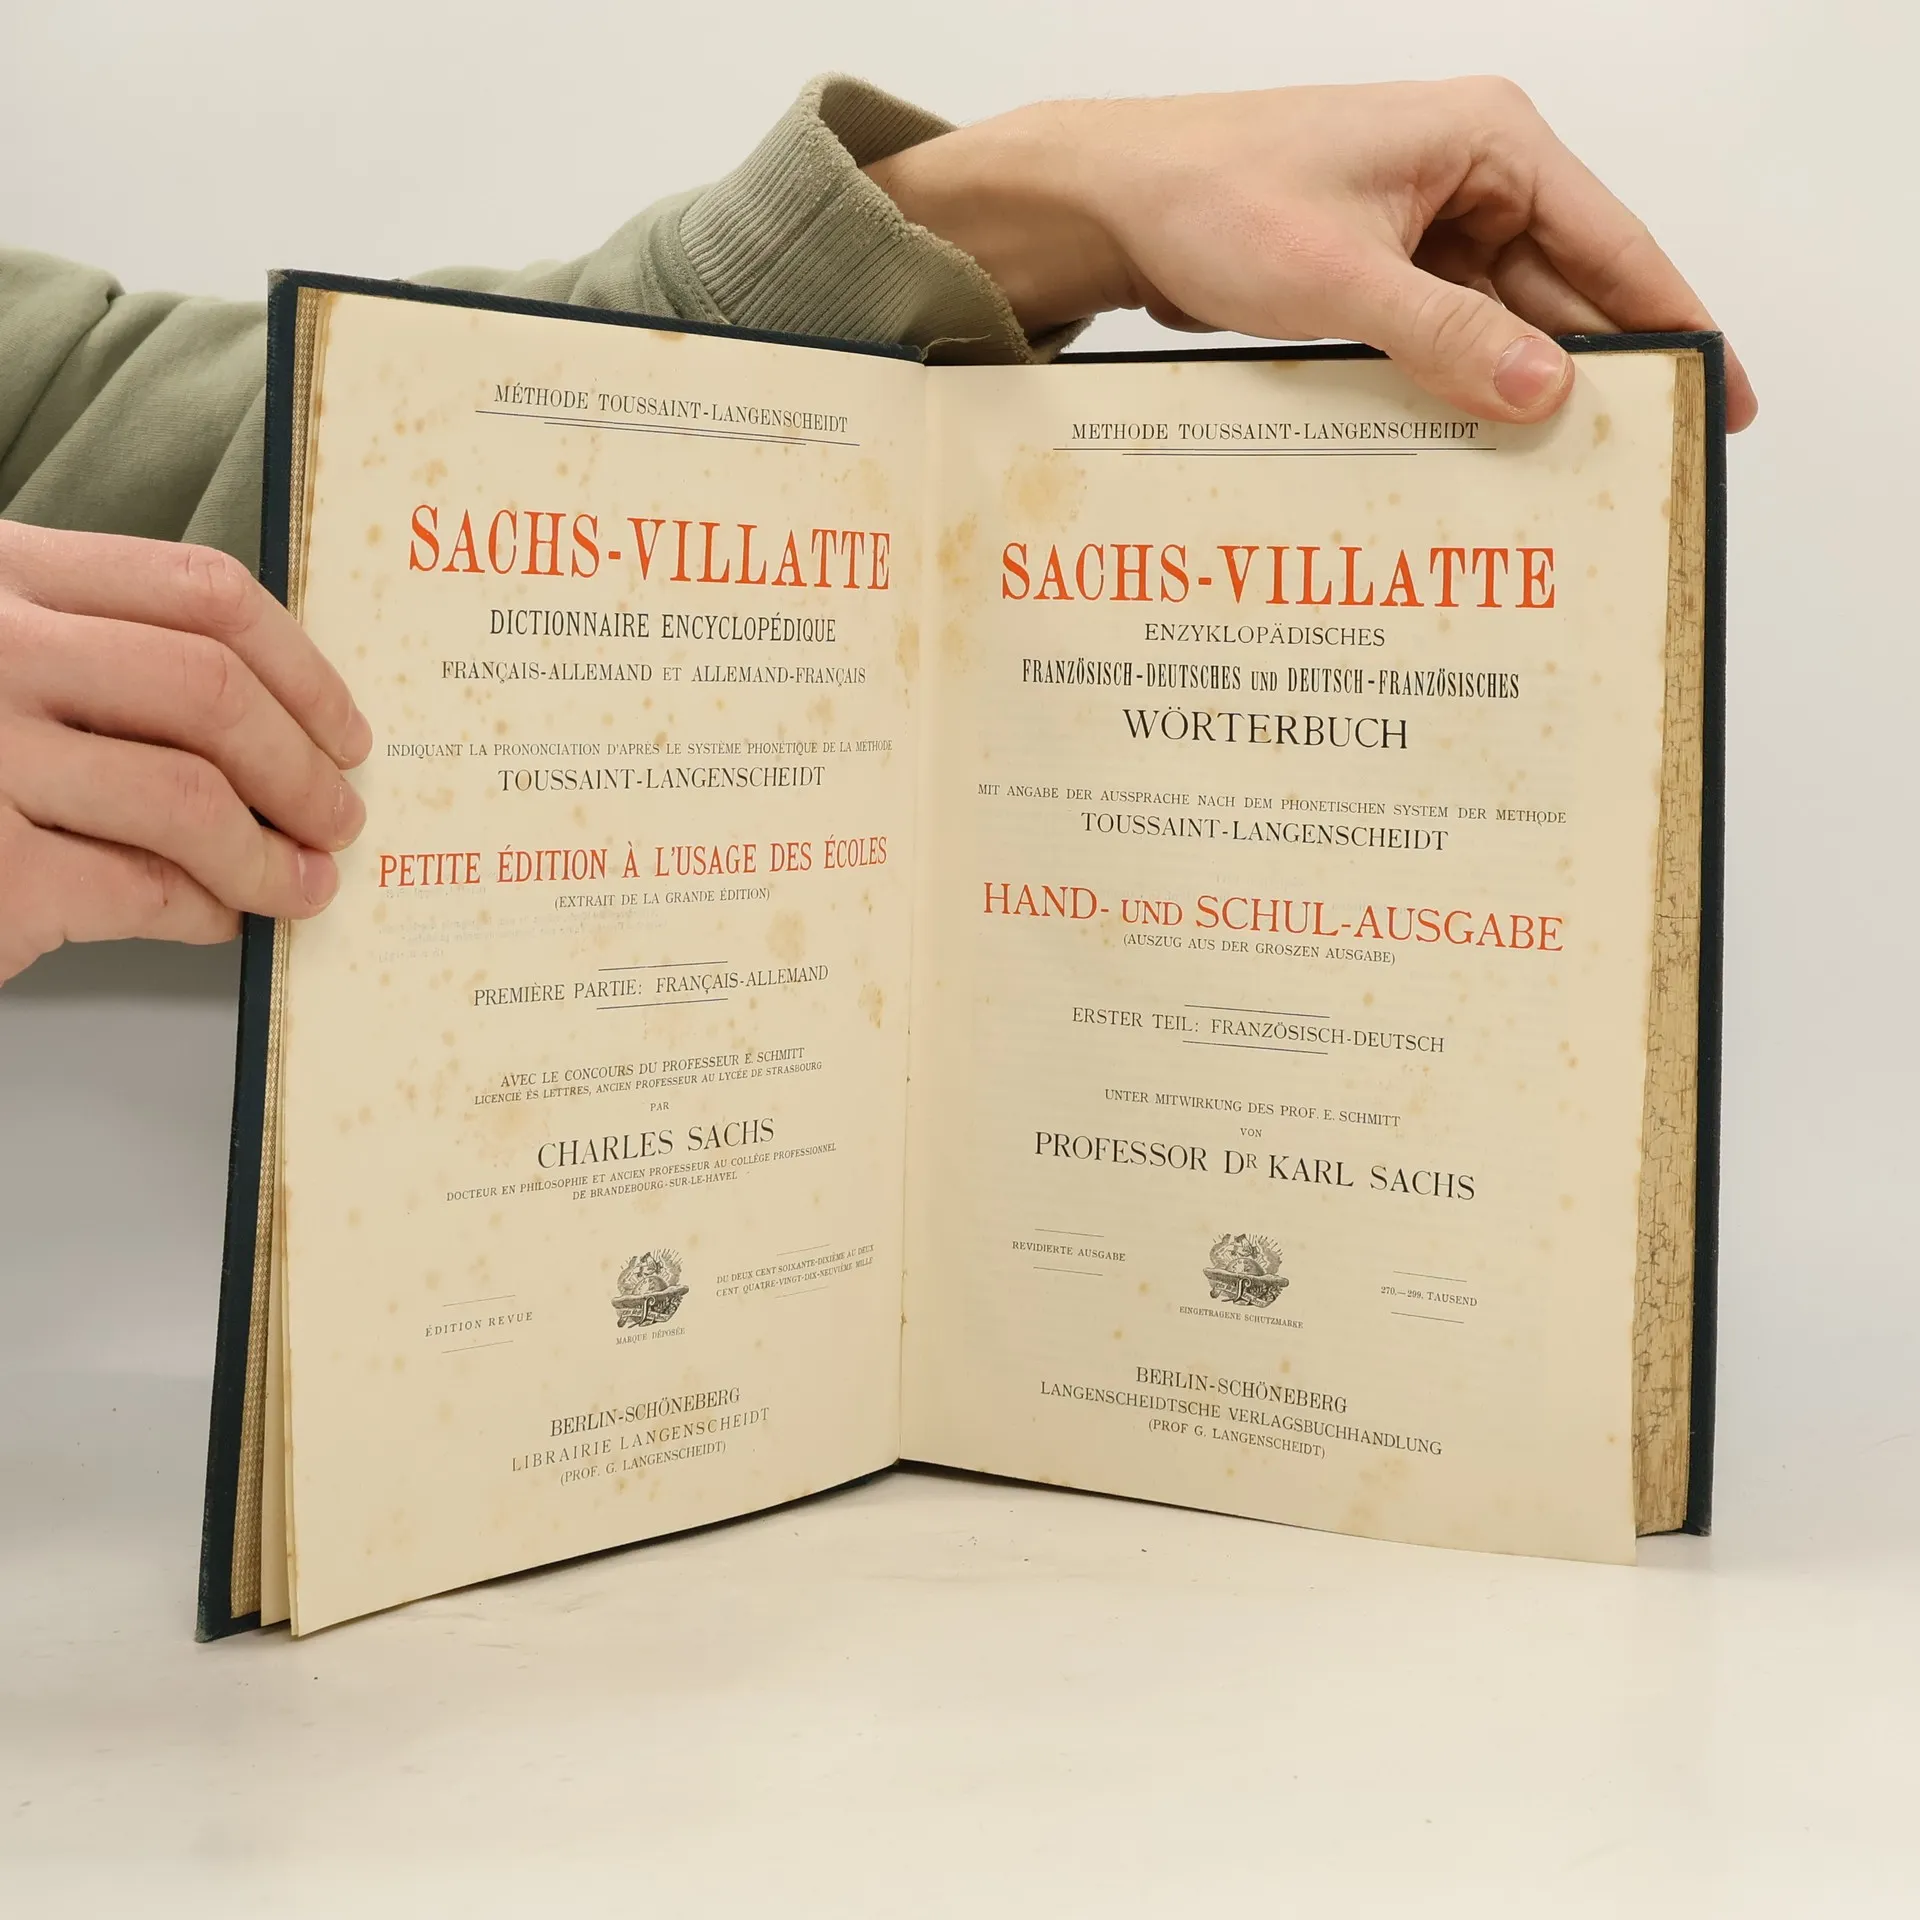 MÉTHODE TOUSSAINT-LANGENSCHEIDT
SACHS-VILLATTE
DICTIONNAIRE ENCYCLOPÉDIQUE
FRANÇAIS-ALLEMAND ET ALLEMAND-FRANÇAIS
INDIQUANT LA PRONONCIATION D'APRÈS LE SYSTÈME PHONÉTIQUE DE LA MÉTHODE
TOUSSAINT-LANGENSCHEIDT
PETITE ÉDITION À L'USAGE DES ÉCOLES
(EXTRAIT DE LA GRANDE ÉDITION)
PREMIÈRE PARTIE: FRANÇAIS-ALLEMAND
AVEC LE CONCOURS DU PROFESSEUR E. SCHMITT
LICENCIÉ ÈS LETTRES, ANCIEN PROFESSEUR AU LYCÉE DE STRASBOURG
PAR
CHARLES SACHS
DOCTEUR EN PHILOSOPHIE ET ANCIEN PROFESSEUR AU COLLÈGE PROFESSIONNEL
DE BRANDEBOURG-SUR-LE-HAVEL
ÉDITION REVUE
MARQUE DÉPOSÉE
DU DEUX CENT SOIXANTE-DIXIÈME AU DEUX
CENT QUATRE-VINGT-DIX-NEUVIÈME MILLE
BERLIN-SCHÖNEBERG
LIBRAIRIE LANGENSCHEIDT
(PROF. G. LANGENSCHEIDT)
METHODE TOUSSAINT-LANGENSCHEIDT
SACHS-VILLATTE
ENZYKLOPÄDISCHES
FRANZÖSISCH-DEUTSCHES UND DEUTSCH-FRANZÖSISCHES
WÖRTERBUCH
MIT ANGABE DER AUSSPRACHE NACH DEM PHONETISCHEN SYSTEM DER METHODE
TOUSSAINT-LANGENSCHEIDT
HAND- UND SCHUL-AUSGABE
(AUSZUG AUS DER GROSZEN AUSGABE)
ERSTER TEIL: FRANZÖSISCH-DEUTSCH
UNTER MITWIRKUNG DES PROF. E. SCHMITT
VON
PROFESSOR DR KARL SACHS
REVIDIERTE AUSGABE
EINGETRAGENE SCHUTZMARKE
270.—299. TAUSEND
BERLIN-SCHÖNEBERG
LANGENSCHEIDTSCHE VERLAGSBUCHHANDLUNG
(PROF G. LANGENSCHEIDT)